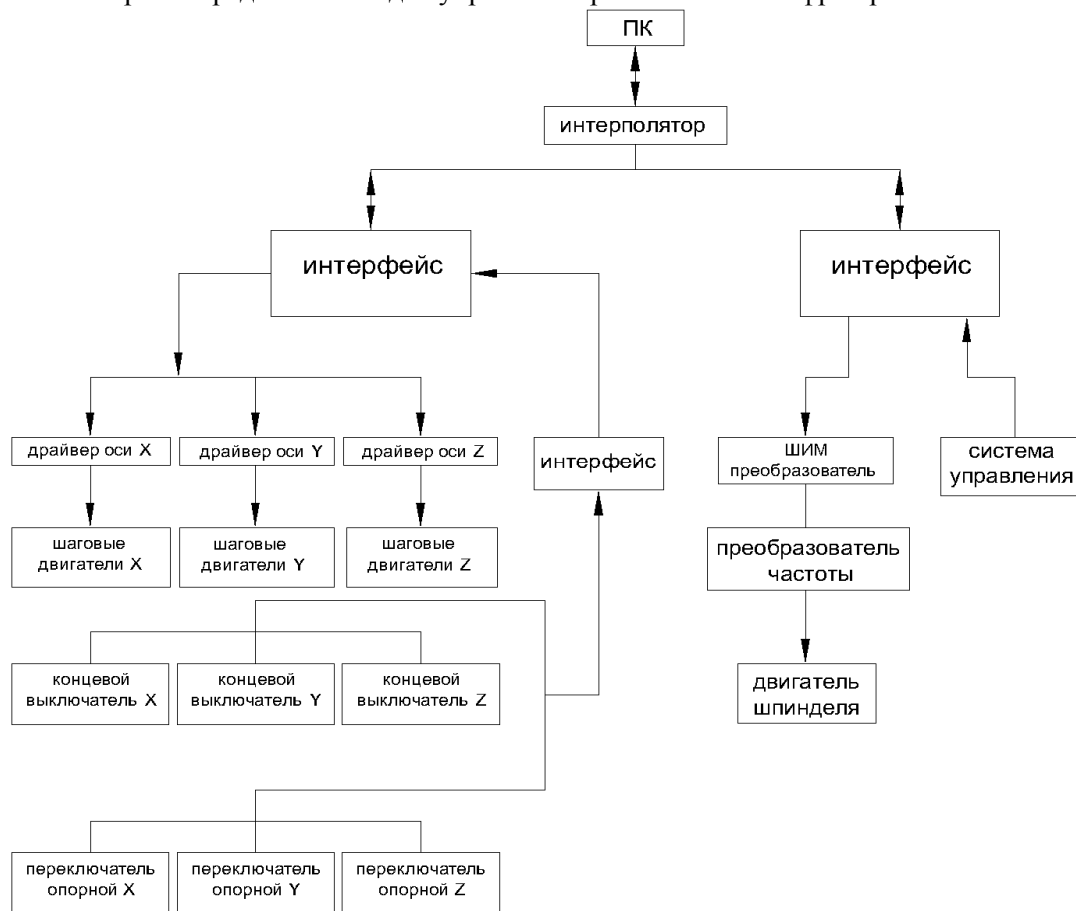 ПК
интерполятор
интерфейс
интерфейс
драйвер оси X
драйвер оси Y
драйвер оси Z
интерфейс
ШИМ
преобразователь
система
управления
шаговые
двигатели X
шаговые
двигатели Y
шаговые
двигатели Z
преобразователь
частоты
концевой
выключатель X
концевой
выключатель Y
концевой
выключатель Z
двигатель
шпинделя
переключатель
опорной X
переключатель
опорной Y
переключатель
опорной Z